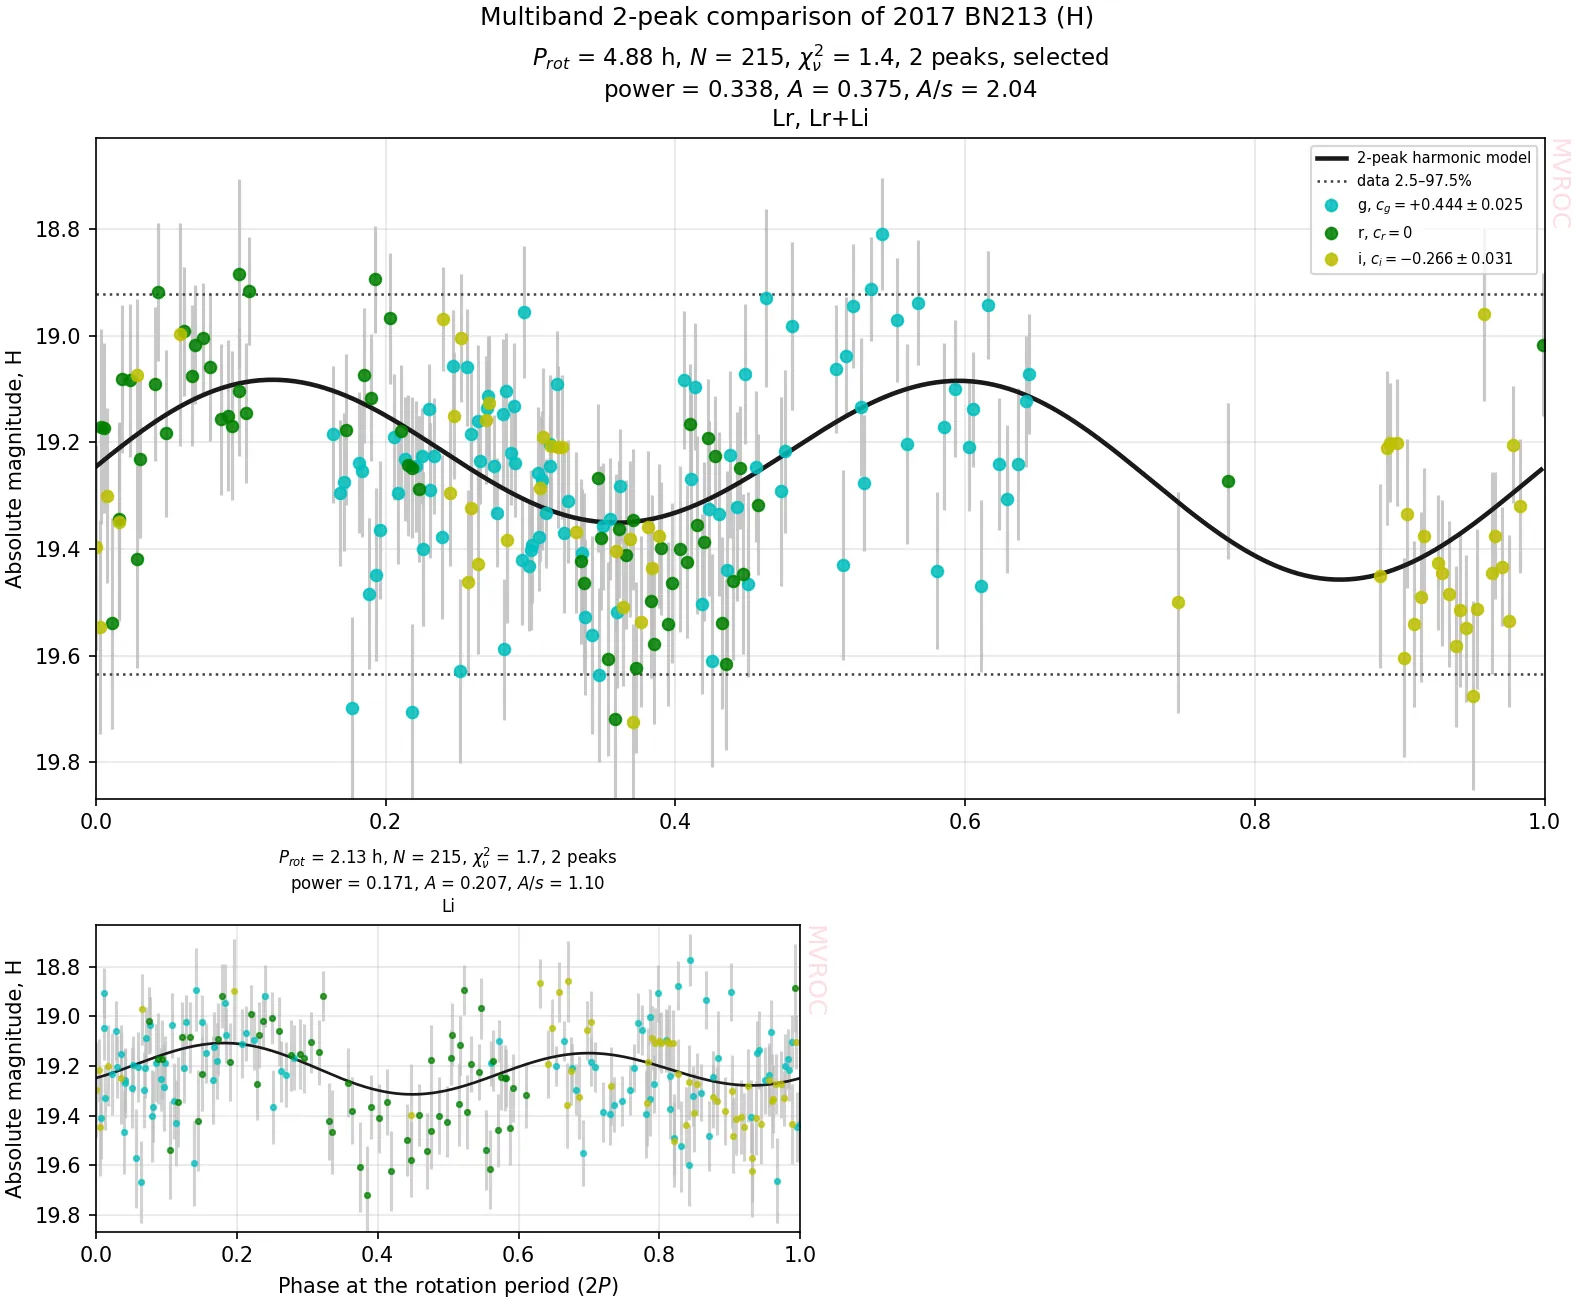 Multiband 2-peak comparison of 2017 BN213 (H)
P_rot = 4.88 h, N = 215, χ²_ν = 1.4, 2 peaks, selected
power = 0.338, A = 0.375, A/s = 2.04
Lr, Lr+Li
2-peak harmonic model
data 2.5–97.5%
g, c_g = +0.444 ± 0.025
r, c_r = 0
i, c_i = −0.266 ± 0.031
MVROC
Absolute magnitude, H
18.8
19.0
19.2
19.4
19.6
19.8
0.0 0.2 0.4 0.6 0.8 1.0
P_rot = 2.13 h, N = 215, χ²_ν = 1.7, 2 peaks
power = 0.171, A = 0.207, A/s = 1.10
Li
MVROC
Absolute magnitude, H
18.8
19.0
19.2
19.4
19.6
19.8
0.0 0.2 0.4 0.6 0.8 1.0
Phase at the rotation period (2P)